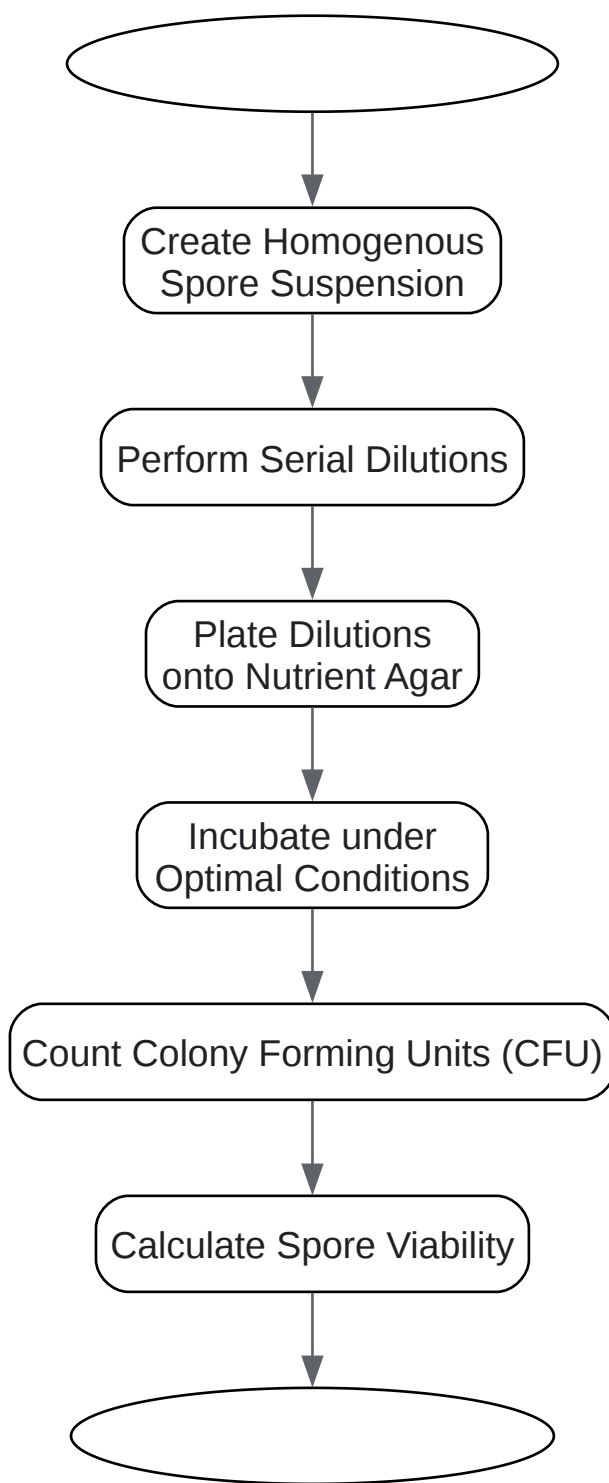 Create Homogenous
Spore Suspension
Perform Serial Dilutions
Plate Dilutions
onto Nutrient Agar
Incubate under
Optimal Conditions
Count Colony Forming Units (CFU)
Calculate Spore Viability